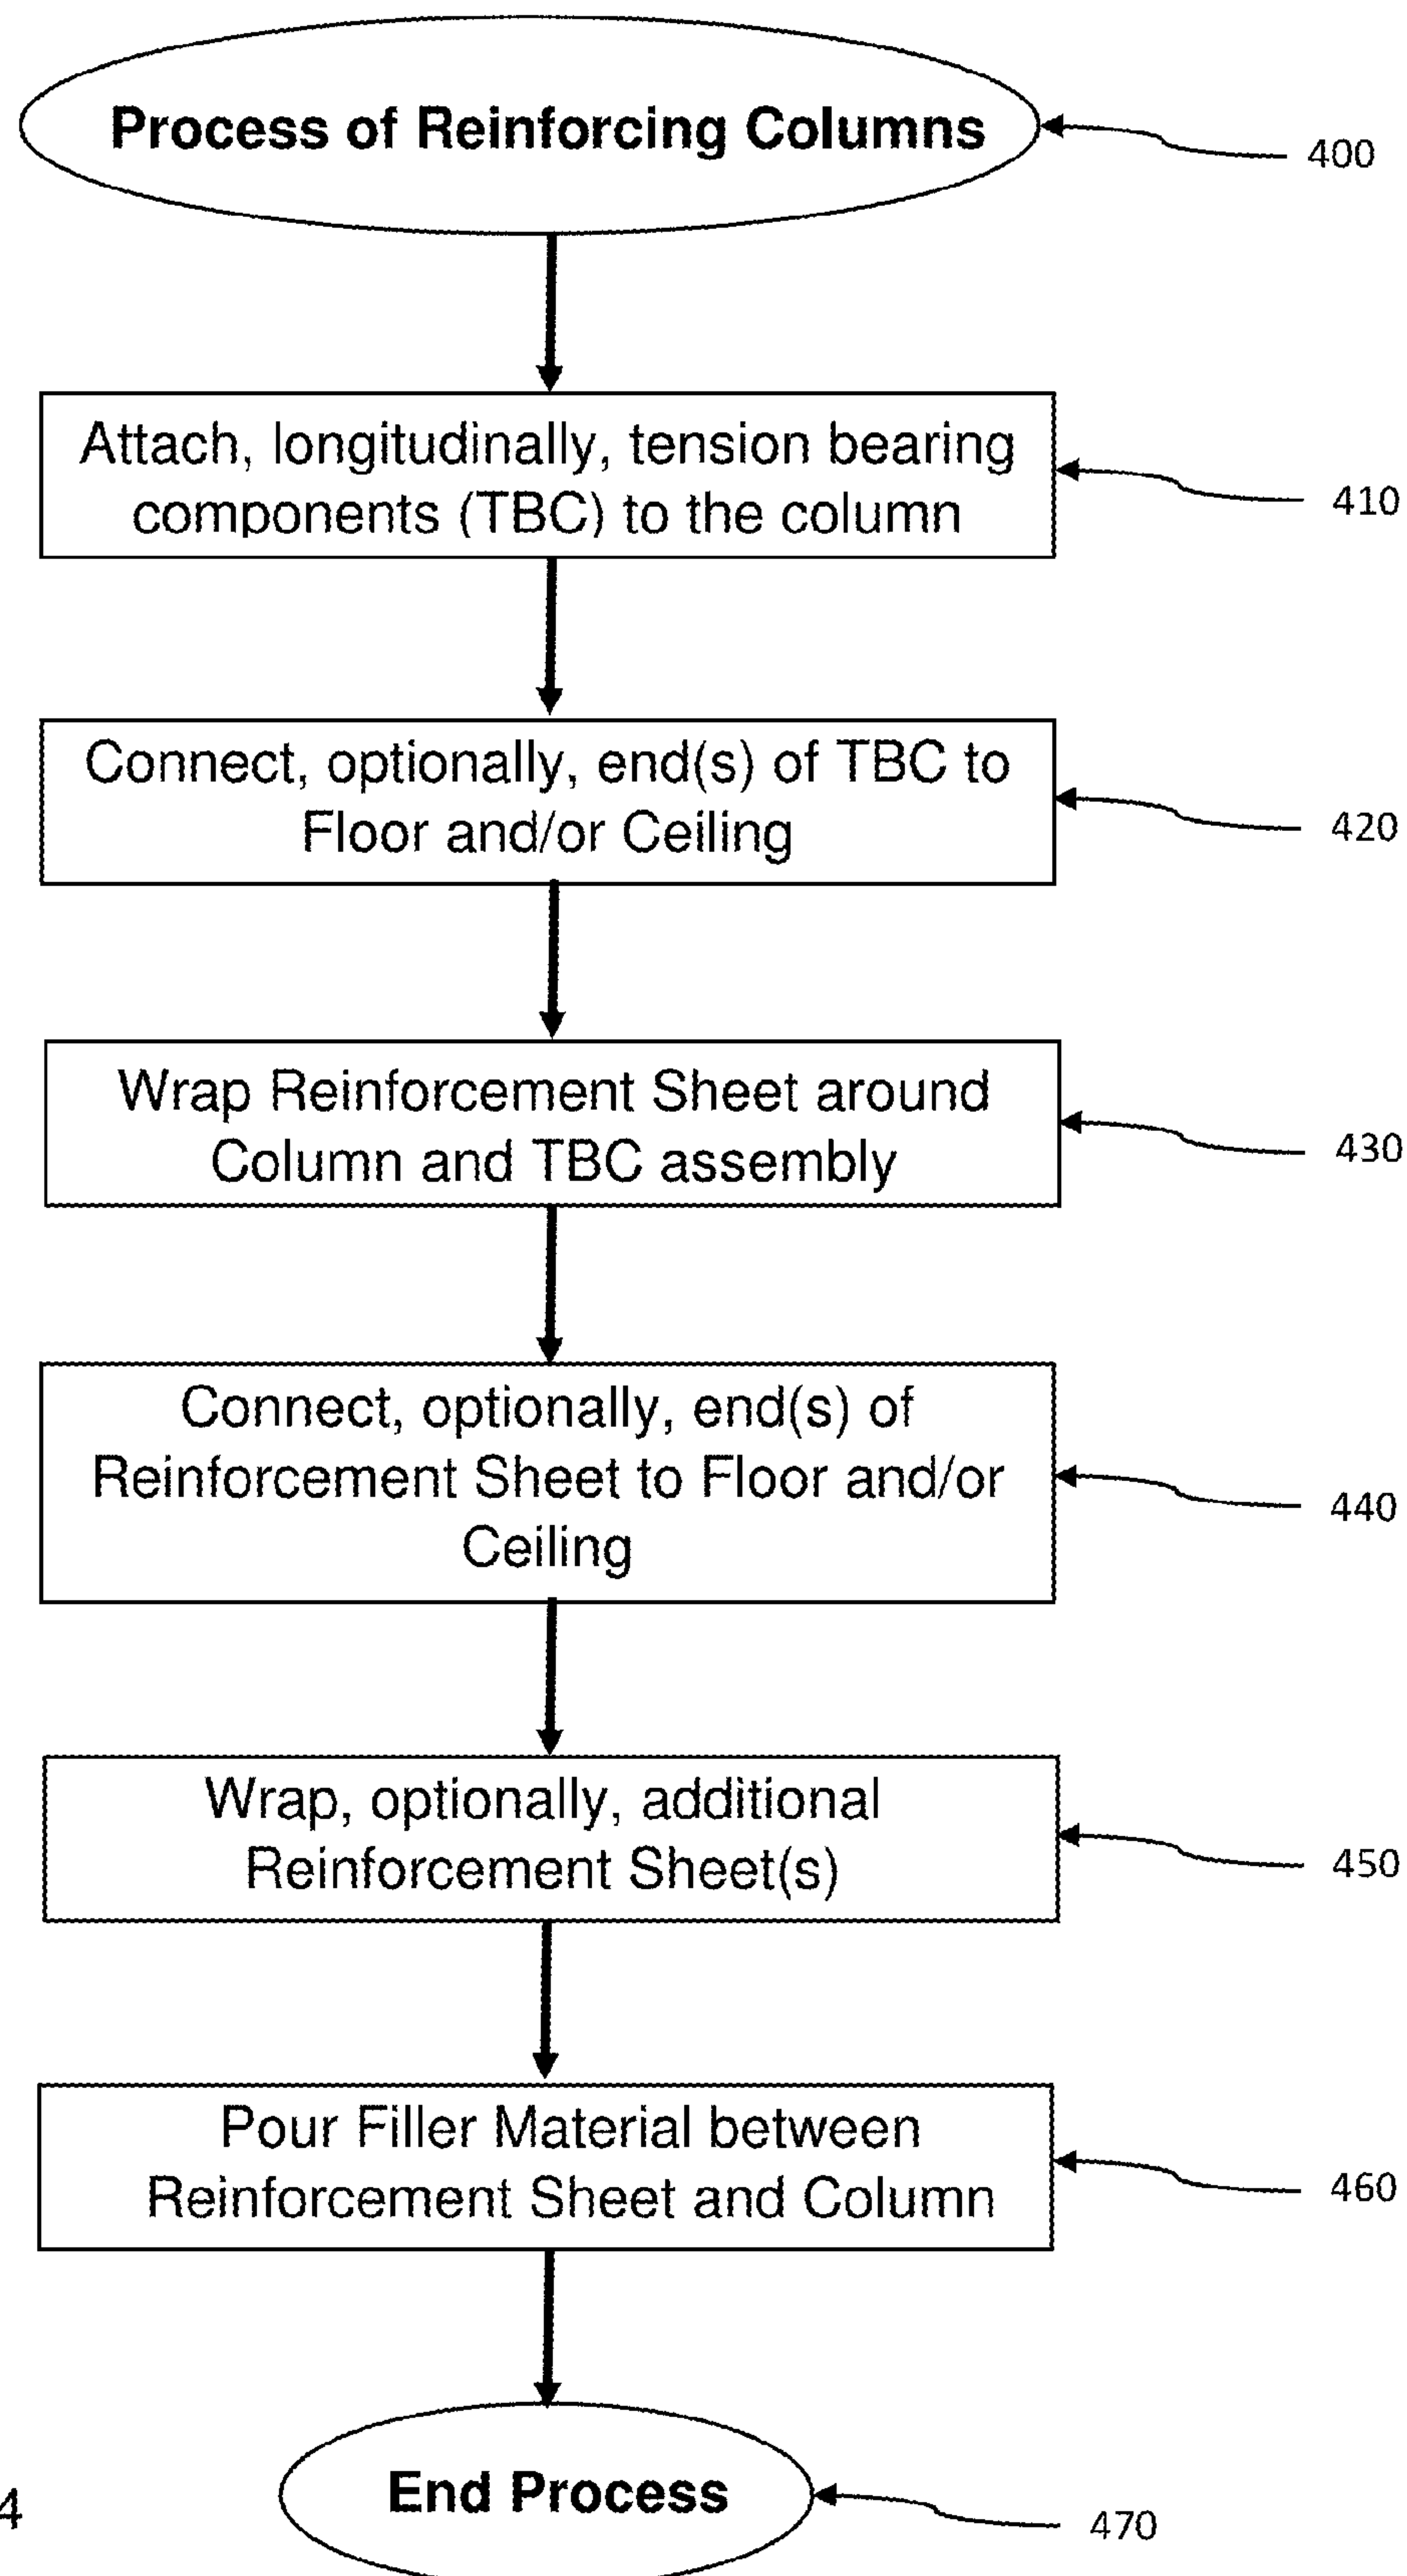 Process of Reinforcing Columns
400
Attach, longitudinally, tension bearing
components (TBC) to the column
410
Connect, optionally, end(s) of TBC to
Floor and/or Ceiling
420
Wrap Reinforcement Sheet around
Column and TBC assembly
430
Connect, optionally, end(s) of
Reinforcement Sheet to Floor and/or
Ceiling
440
Wrap, optionally, additional
Reinforcement Sheet(s)
450
Pour Filler Material between
Reinforcement Sheet and Column
460
End Process
470
4